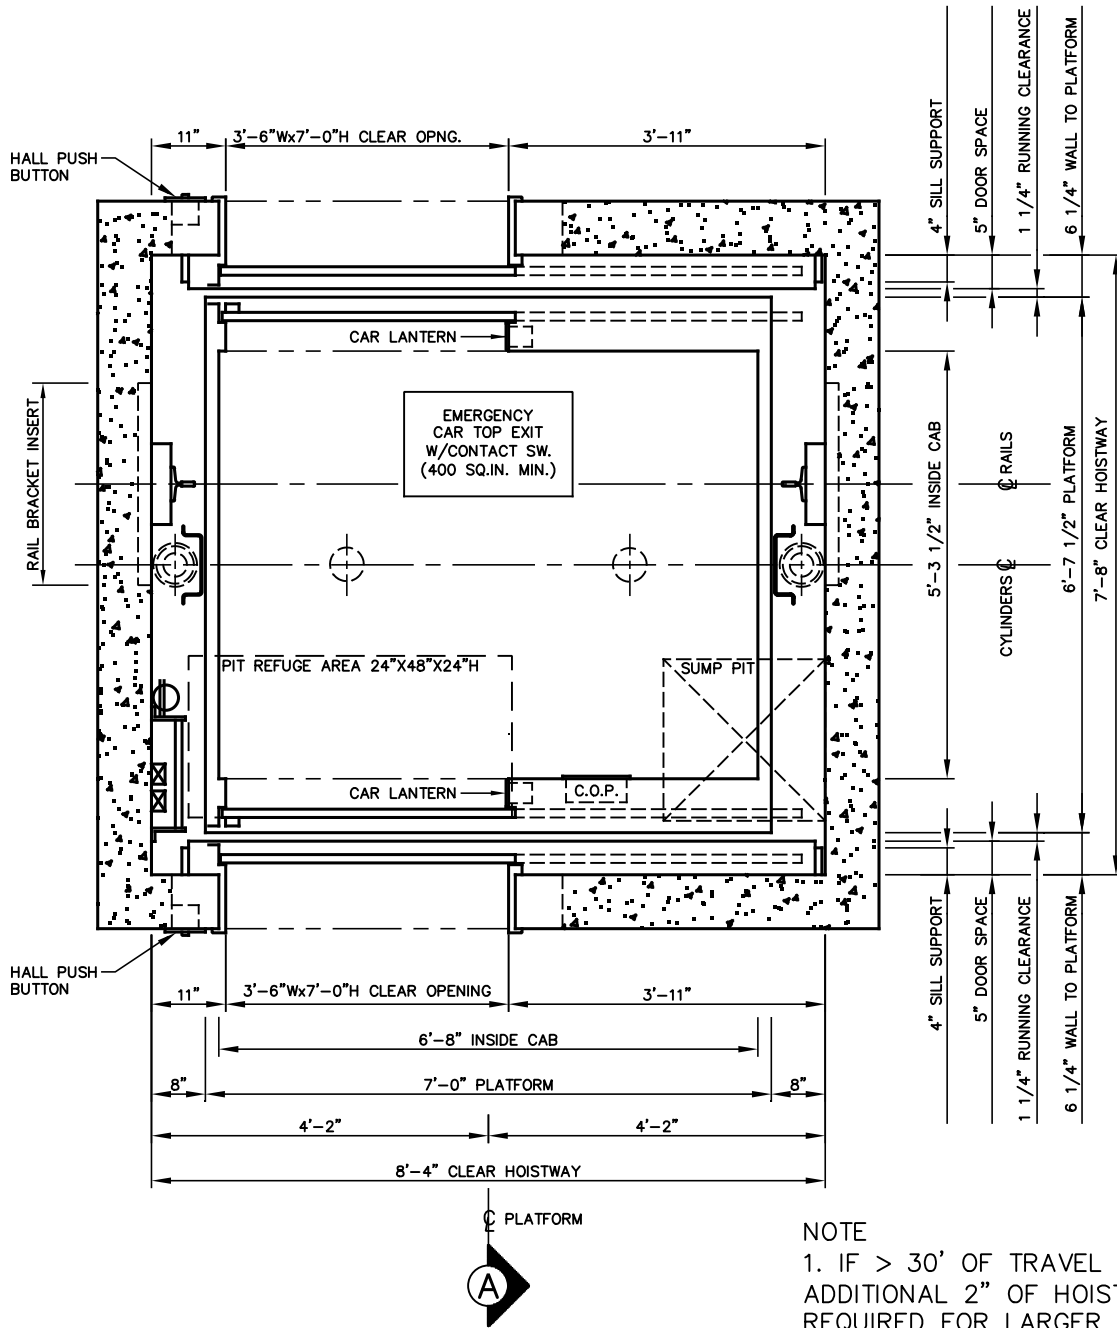 4" SILL SUPPORT
5" DOOR SPACE
1 1/4" RUNNING CLEARANCE
6 1/4" WALL TO PLATFORM
11"
3'-6"Wx7'-0"H CLEAR OPNG.
3'-11"
HALL PUSH
BUTTON
CAR LANTERN
EMERGENCY
CAR TOP EXIT
W/CONTACT SW.
(400 SQ.IN. MIN.)
RAIL BRACKET INSERT
5'-3 1/2" INSIDE CAB
℄ RAILS
CYLINDERS ℄
6'-7 1/2" PLATFORM
7'-8" CLEAR HOISTWAY
PIT REFUGE AREA 24"X48"X24"H
SUMP PIT
CAR LANTERN
C.O.P.
HALL PUSH
BUTTON
4" SILL SUPPORT
5" DOOR SPACE
1 1/4" RUNNING CLEARANCE
6 1/4" WALL TO PLATFORM
11"
3'-6"Wx7'-0"H CLEAR OPENING
3'-11"
6'-8" INSIDE CAB
8"
7'-0" PLATFORM
8"
4'-2"
4'-2"
8'-4" CLEAR HOISTWAY
℄ PLATFORM
A
NOTE
1. IF > 30' OF TRAVEL
ADDITIONAL 2" OF HOIST
REQUIRED FOR LARGER